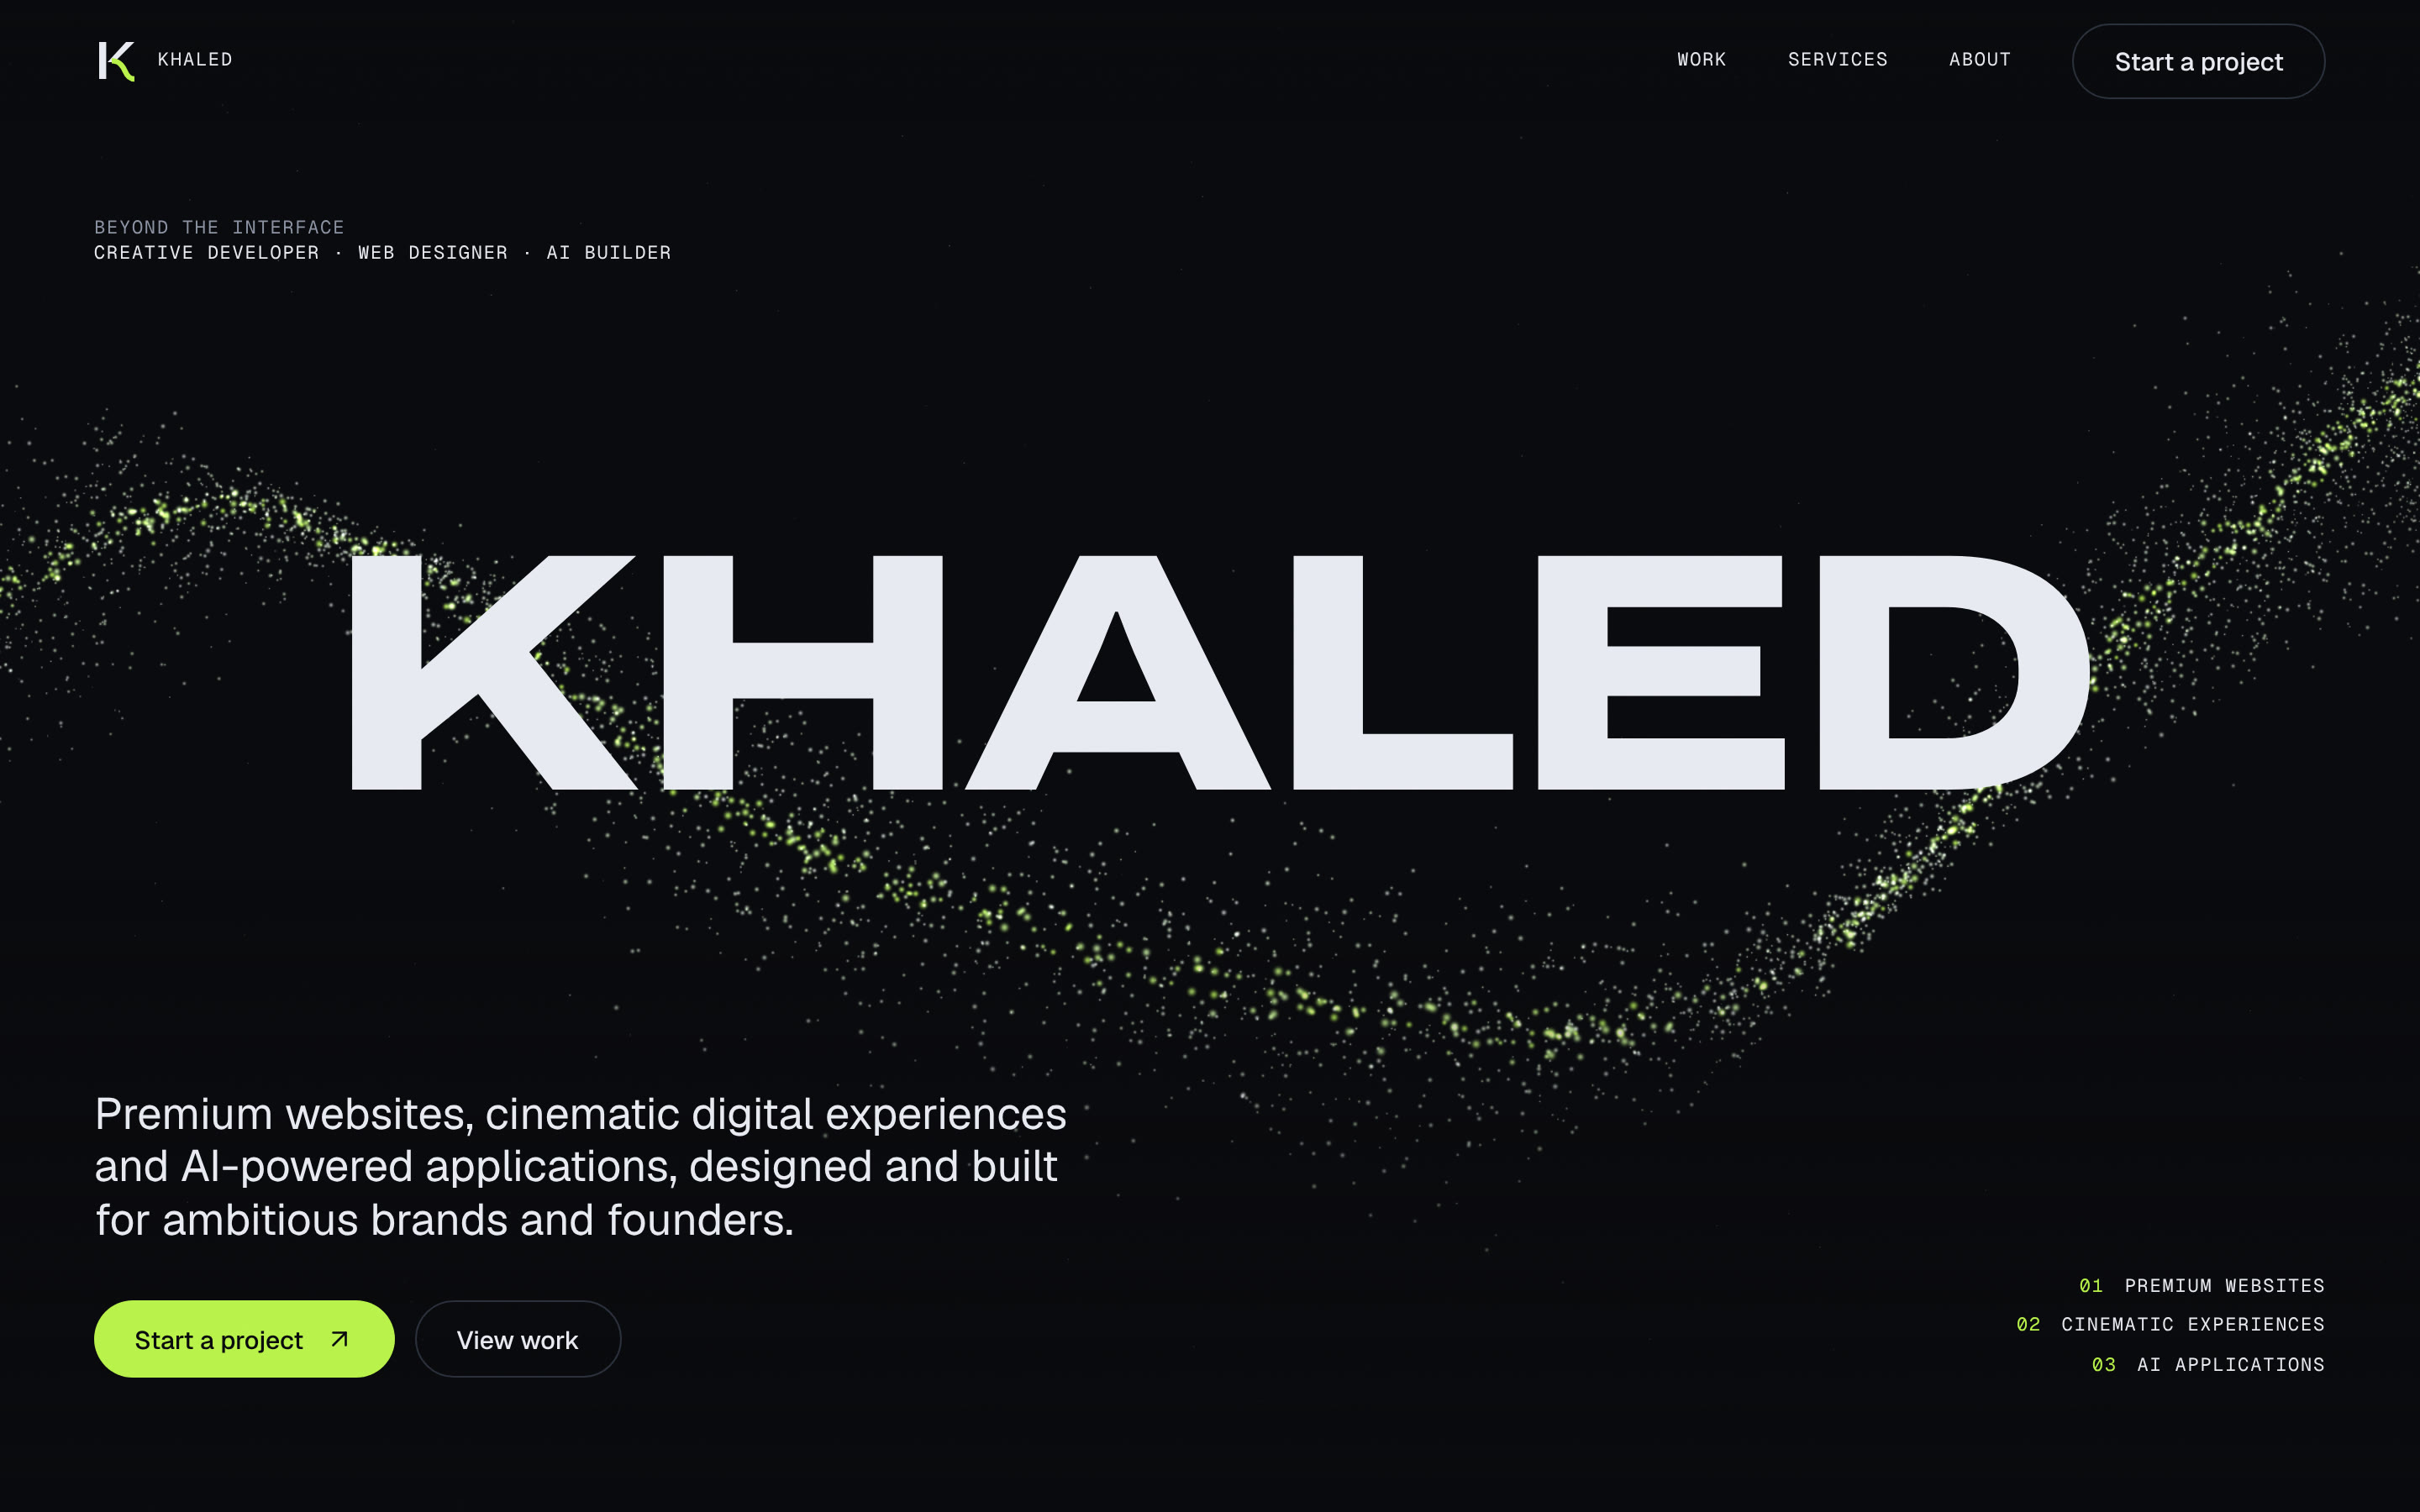 KHALED
WORK
SERVICES
ABOUT
Start a project
BEYOND THE INTERFACE
CREATIVE DEVELOPER · WEB DESIGNER · AI BUILDER
KHALED
Premium websites, cinematic digital experiences
and AI-powered applications, designed and built
for ambitious brands and founders.
Start a project
View work
01 PREMIUM WEBSITES
02 CINEMATIC EXPERIENCES
03 AI APPLICATIONS